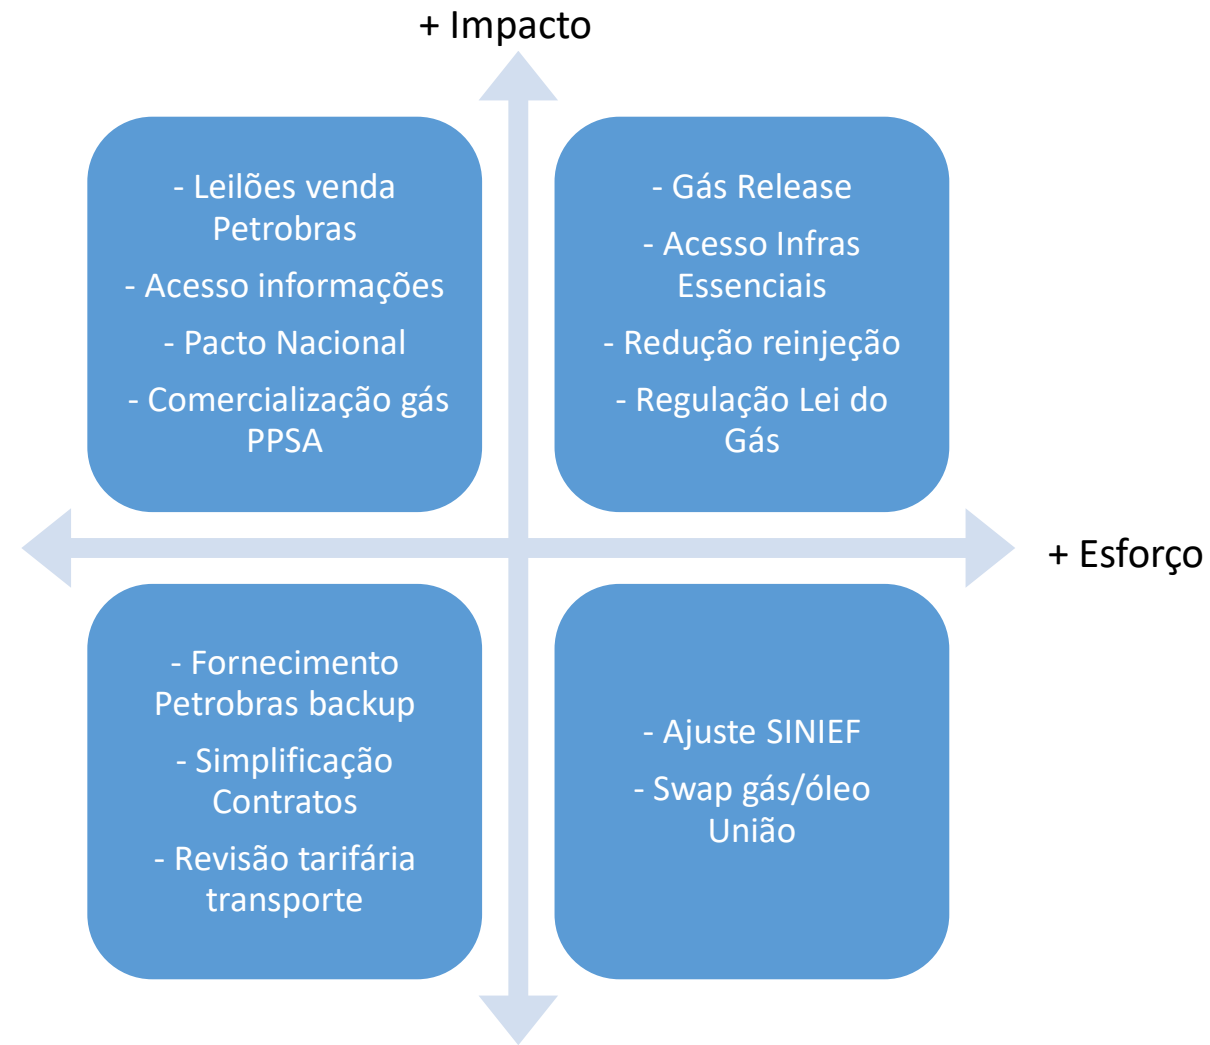 + Impacto
- Leilões venda
Petrobras
- Acesso informações
- Pacto Nacional
- Comercialização gás
PPSA
- Gás Release
- Acesso Infras
Essenciais
- Redução reinjeção
- Regulação Lei do
Gás
+ Esforço
- Fornecimento
Petrobras backup
- Simplificação
Contratos
- Revisão tarifária
transporte
- Ajuste SINIEF
- Swap gás/óleo
União